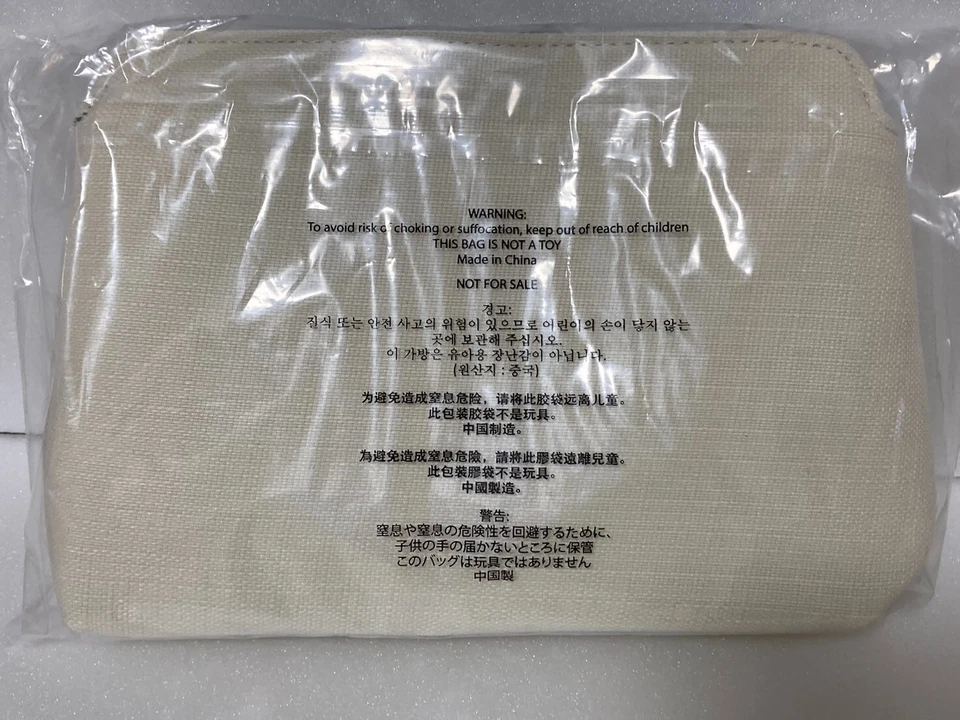 WARNING:
To avoid risk of choking or suffocation, keep out of reach of children
THIS BAG IS NOT A TOY
Made in China
NOT FOR SALE
경고:
질식 또는 안전 사고의 위험이 있으므로 어린이의 손이 닿지 않는
곳에 보관해 주십시오.
이 가방은 유아용 장난감이 아닙니다.
(원산지 : 중국)
为避免造成窒息危险，请将此胶袋远离儿童。
此包装胶袋不是玩具。
中国制造。
為避免造成窒息危險，請將此膠袋遠離兒童。
此包裝膠袋不是玩具。
中國製造。
警告:
窒息や窒息の危険性を回避するために、
子供の手の届かないところに保管
このバッグは玩具ではありません
中国製